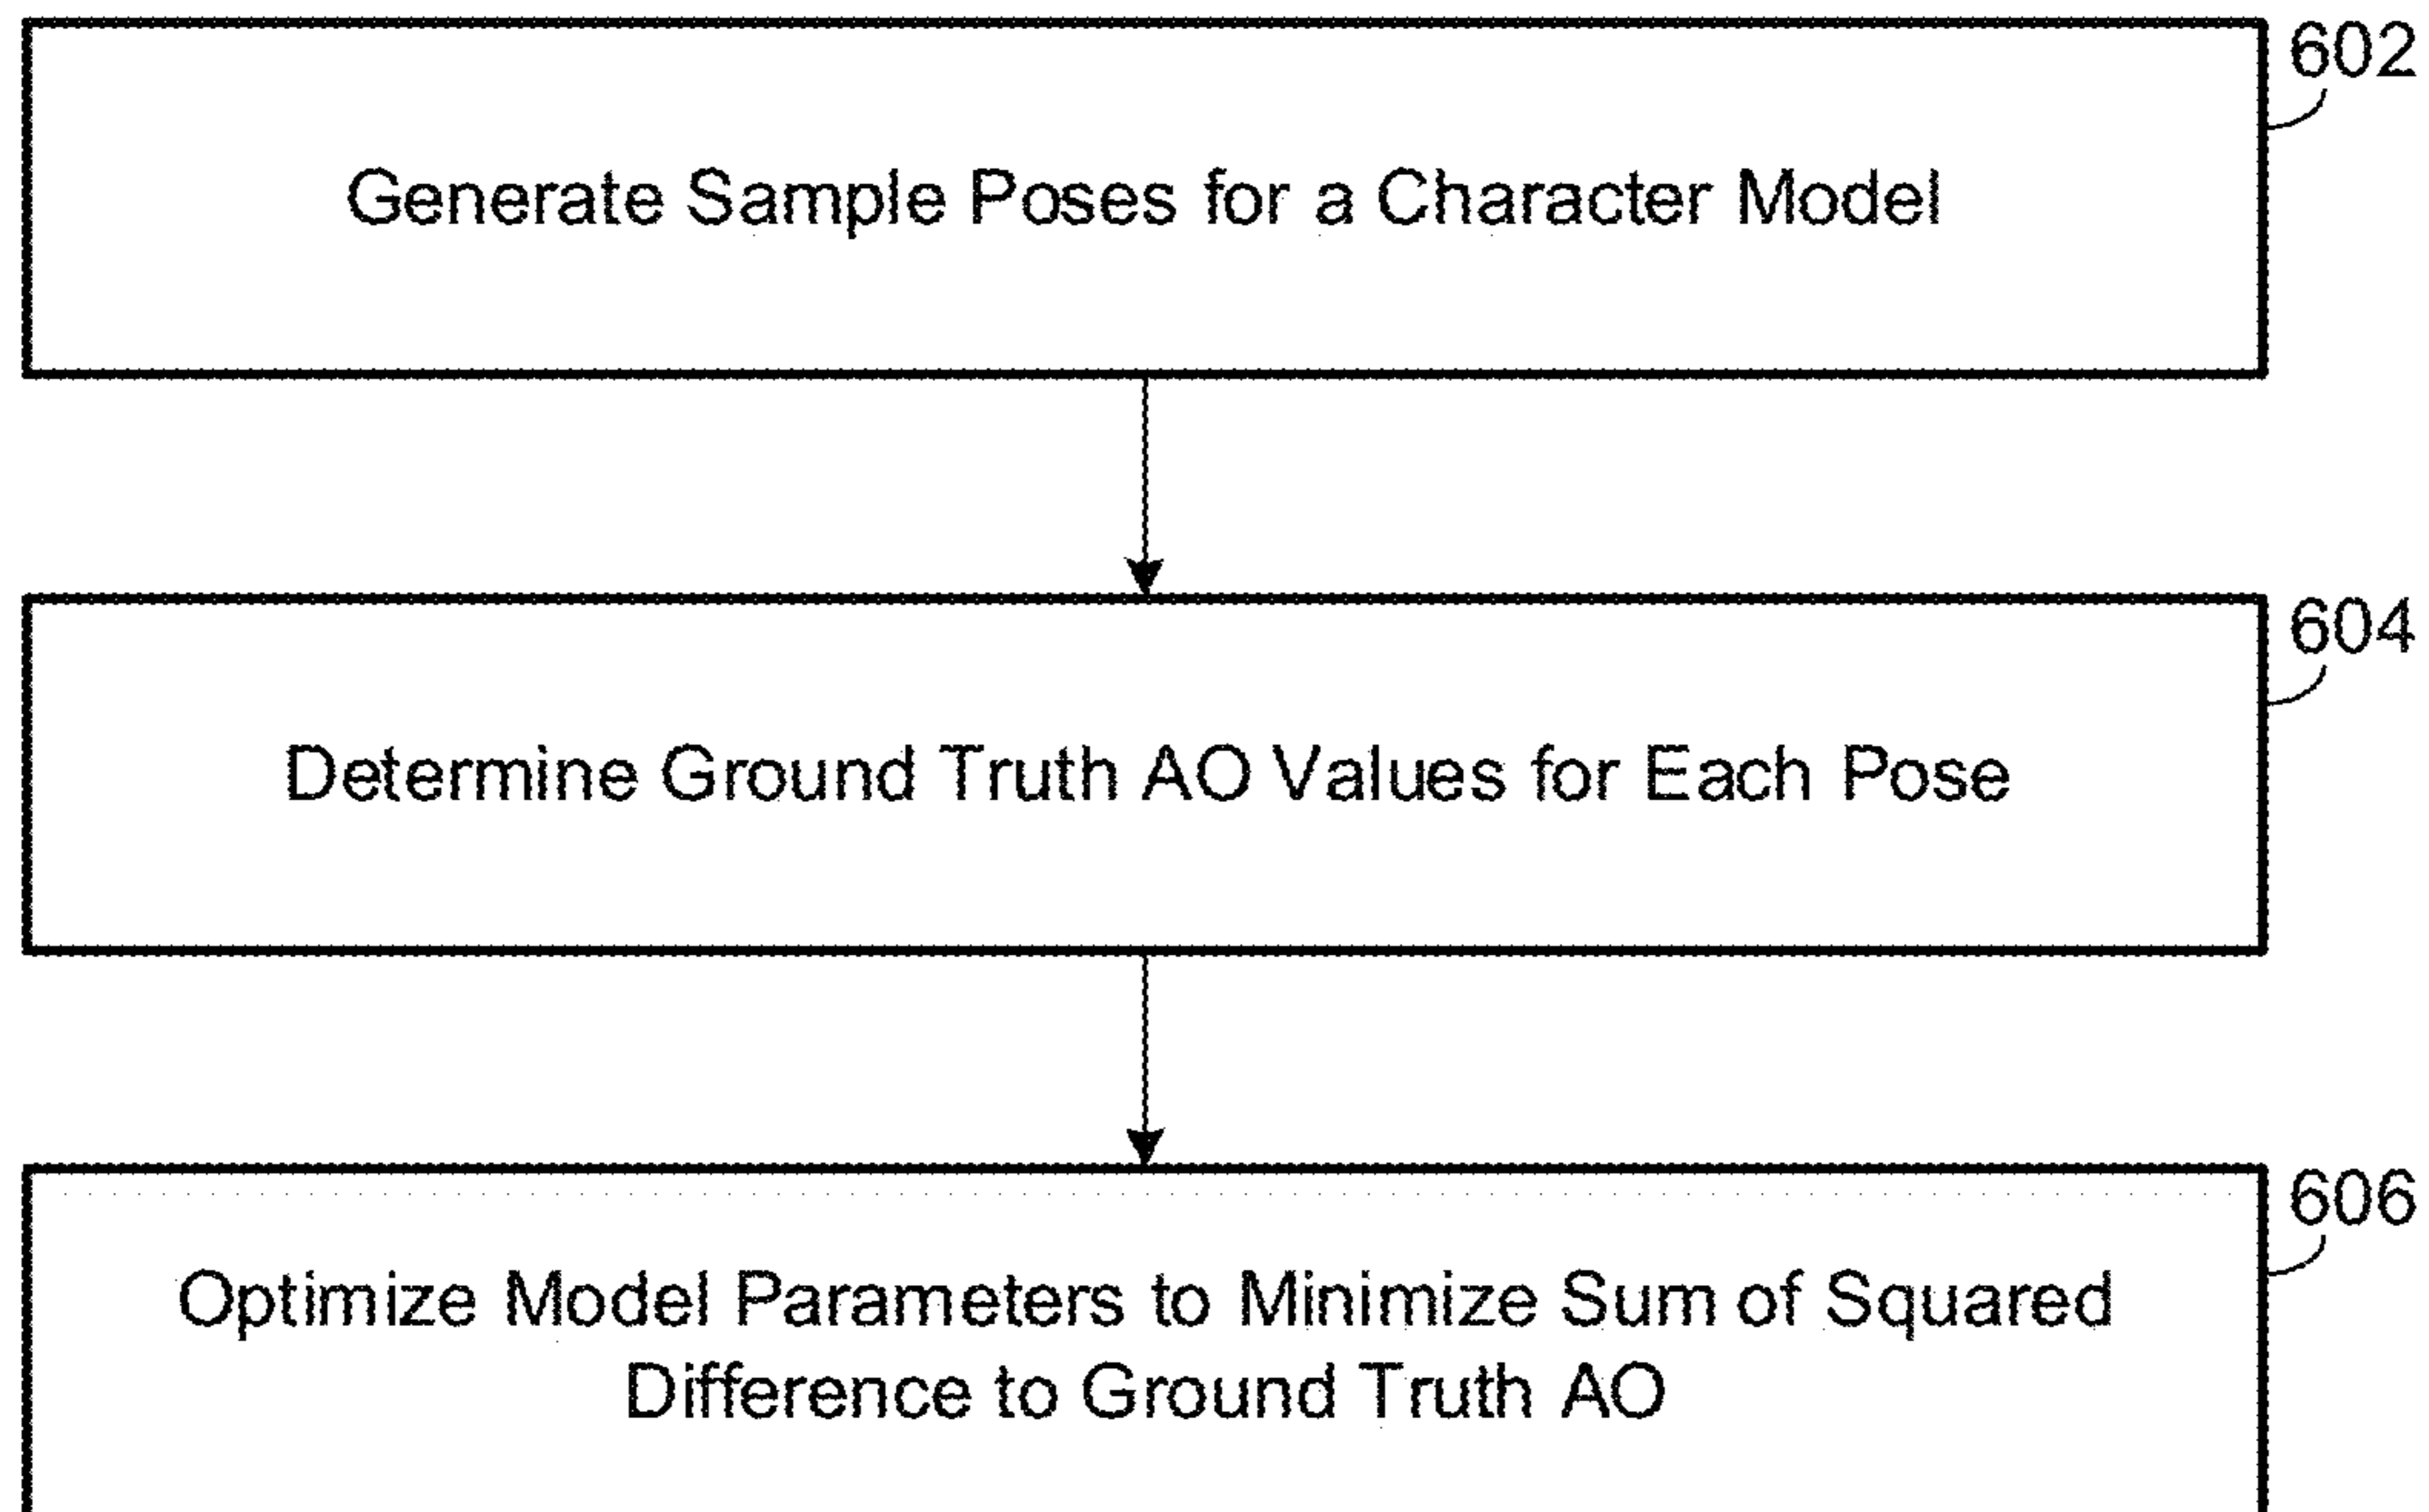 602
Generate Sample Poses for a Character Model
604
Determine Ground Truth AO Values for Each Pose
606
Optimize Model Parameters to Minimize Sum of Squared
Difference to Ground Truth AO